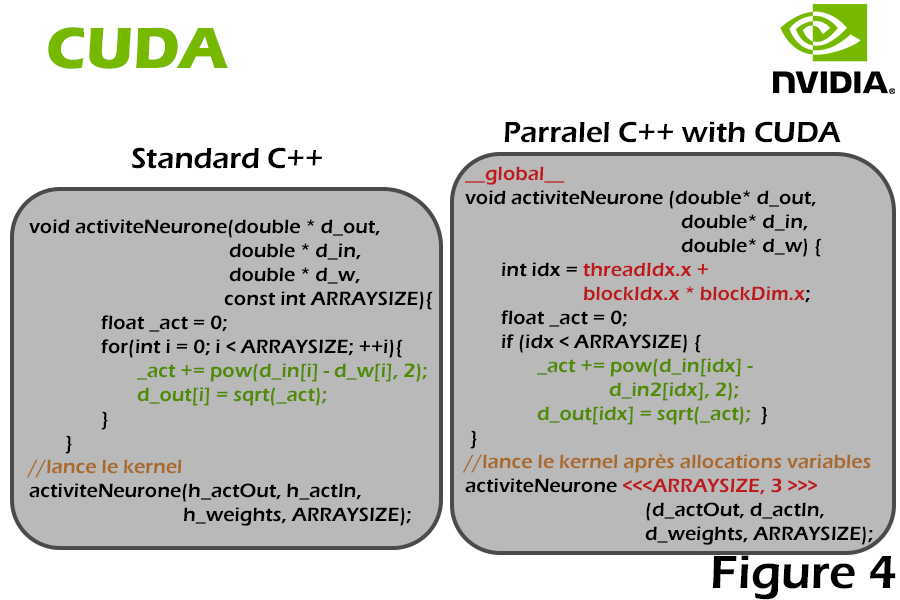 CUDA
NVIDIA®
Standard C++
void activiteNeurone(double * d_out,
double * d_in,
double * d_w,
const int ARRAYSIZE){
float _act = 0;
for(int i = 0; i < ARRAYSIZE; ++i){
_act += pow(d_in[i] - d_w[i], 2);
d_out[i] = sqrt(_act);
}
}
//lance le kernel
activiteNeurone(h_actOut, h_actIn,
h_weights, ARRAYSIZE);
Parralel C++ with CUDA
__global__
void activiteNeurone (double* d_out,
double* d_in,
double* d_w) {
int idx = threadIdx.x +
blockIdx.x * blockDim.x;
float _act = 0;
if (idx < ARRAYSIZE) {
_act += pow(d_in[idx] -
d_in2[idx], 2);
d_out[idx] = sqrt(_act); }
}
//lance le kernel après allocations variables
activiteNeurone <<<ARRAYSIZE, 3 >>>
(d_actOut, d_actIn,
d_weights, ARRAYSIZE);
Figure 4